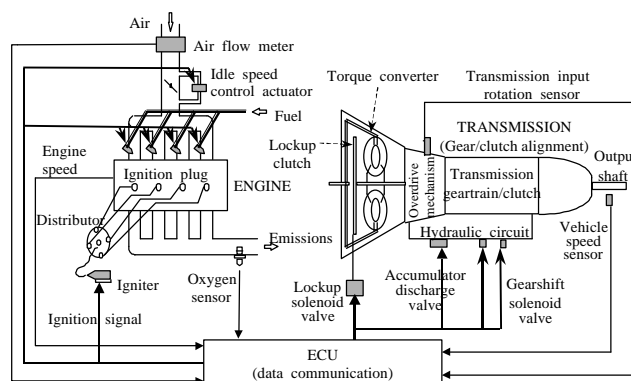 Air
Air flow meter
Idle speed
control actuator
Fuel
Engine
speed
Ignition plug
ENGINE
Distributor
Emissions
Igniter
Oxygen
sensor
Ignition signal
Torque converter
Lockup
clutch
Transmission input
rotation sensor
TRANSMISSION
(Gear/clutch alignment)
Overdrive
mechanism
Transmission
geartrain/clutch
Output
shaft
Hydraulic circuit
Vehicle
speed
sensor
Lockup
solenoid
valve
Accumulator
discharge
valve
Gearshift
solenoid
valve
ECU
(data communication)